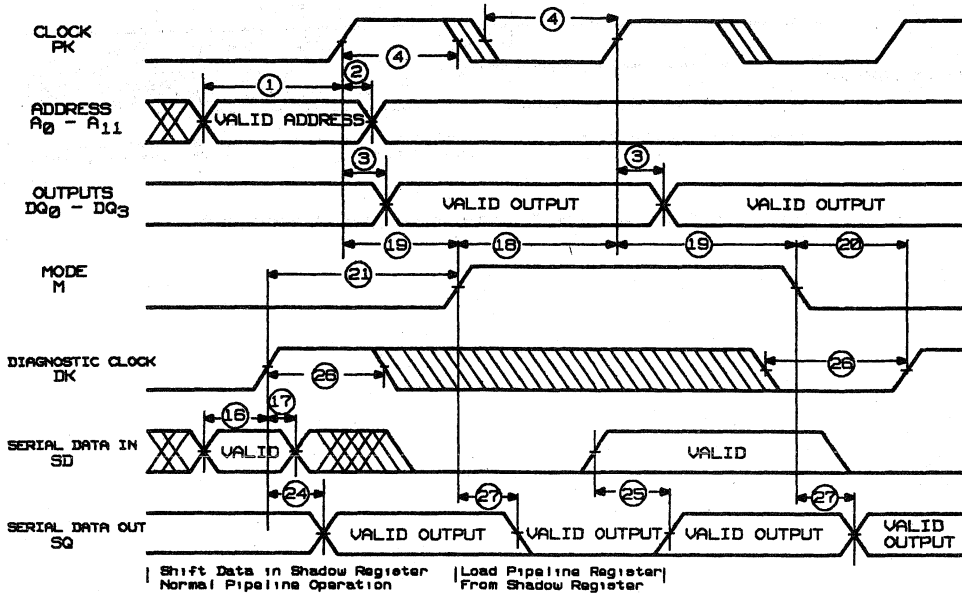 CLOCK
PK
④
④
① ②
ADDRESS
A0 - A11
VALID ADDRESS
③ ③
OUTPUTS
DQ0 - DQ3
VALID OUTPUT VALID OUTPUT
⑲ ⑱ ⑲ ⑳
MODE
M
㉑
DIAGNOSTIC CLOCK
DK
㉖ ㉖
⑯ ⑰
SERIAL DATA IN
SD
VALID VALID
㉔ ㉗ ㉕ ㉗
SERIAL DATA OUT
SQ
VALID OUTPUT VALID OUTPUT VALID OUTPUT VALID
OUTPUT
Shift Data in Shadow Register
Normal Pipeline Operation
Load Pipeline Register
From Shadow Register